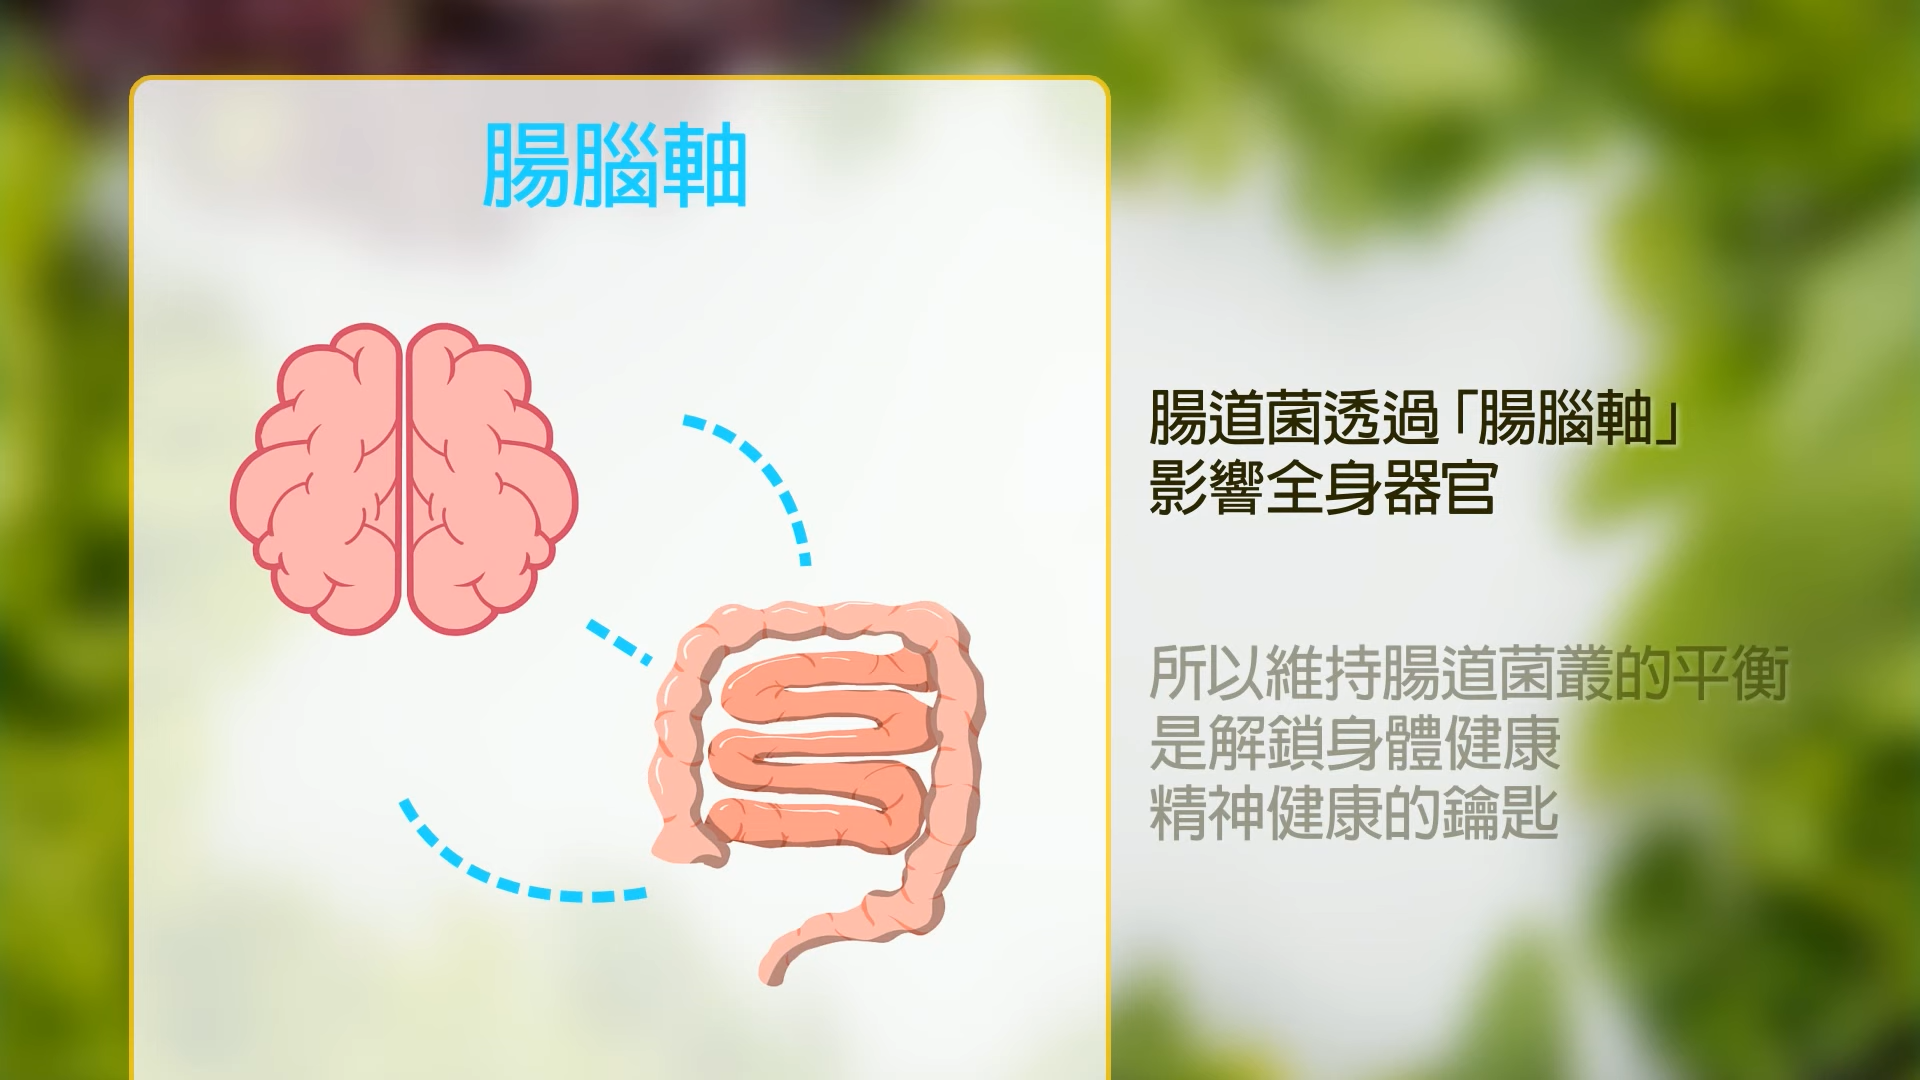 腸腦軸
腸道菌透過「腸腦軸」
影響全身器官
所以維持腸道菌叢的平衡
是解鎖身體健康
精神健康的鑰匙